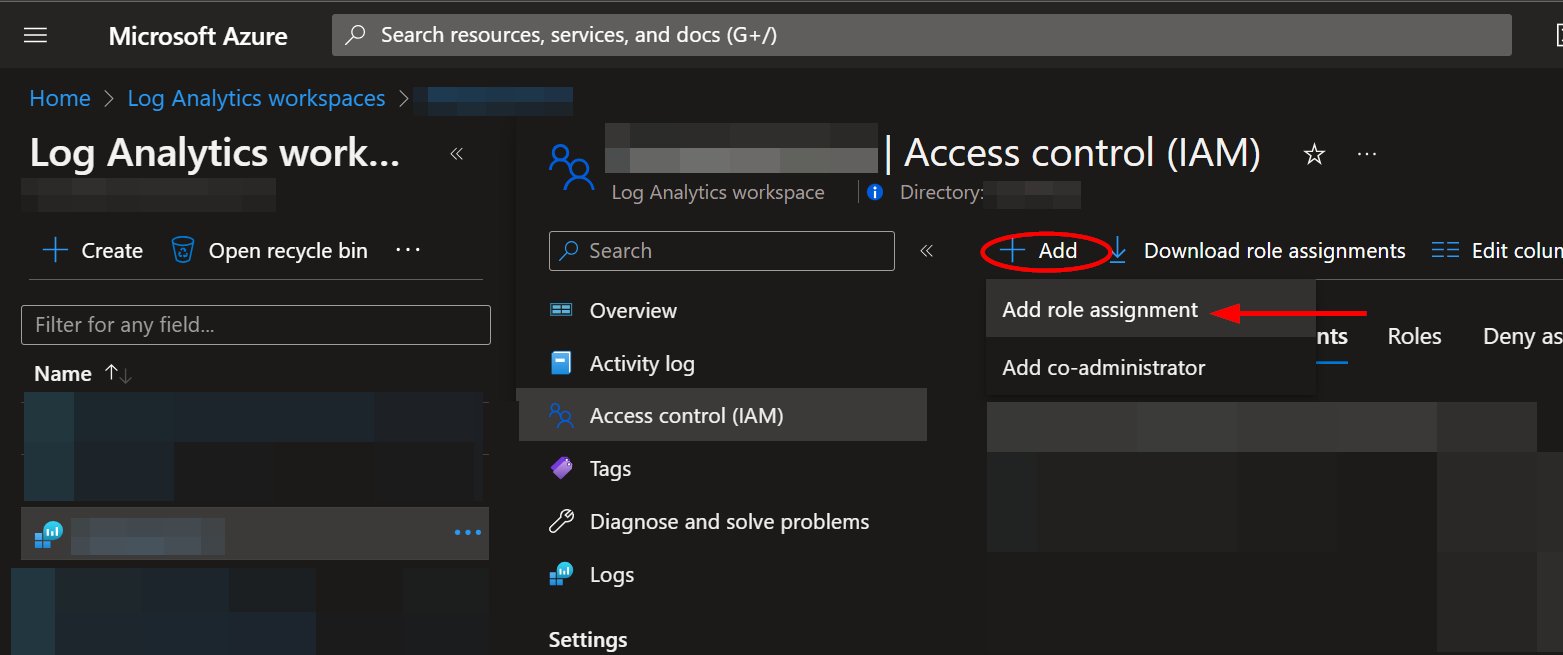 Microsoft Azure
Search resources, services, and docs (G+/)
Home > Log Analytics workspaces >
Log Analytics work...
| Access control (IAM)
Log Analytics workspace
Directory:
Create
Open recycle bin
Filter for any field...
Name
Search
Overview
Activity log
Access control (IAM)
Tags
Diagnose and solve problems
Logs
Settings
Add
Download role assignments
Edit colum
Add role assignment
Add co-administrator
nts
Roles
Deny as